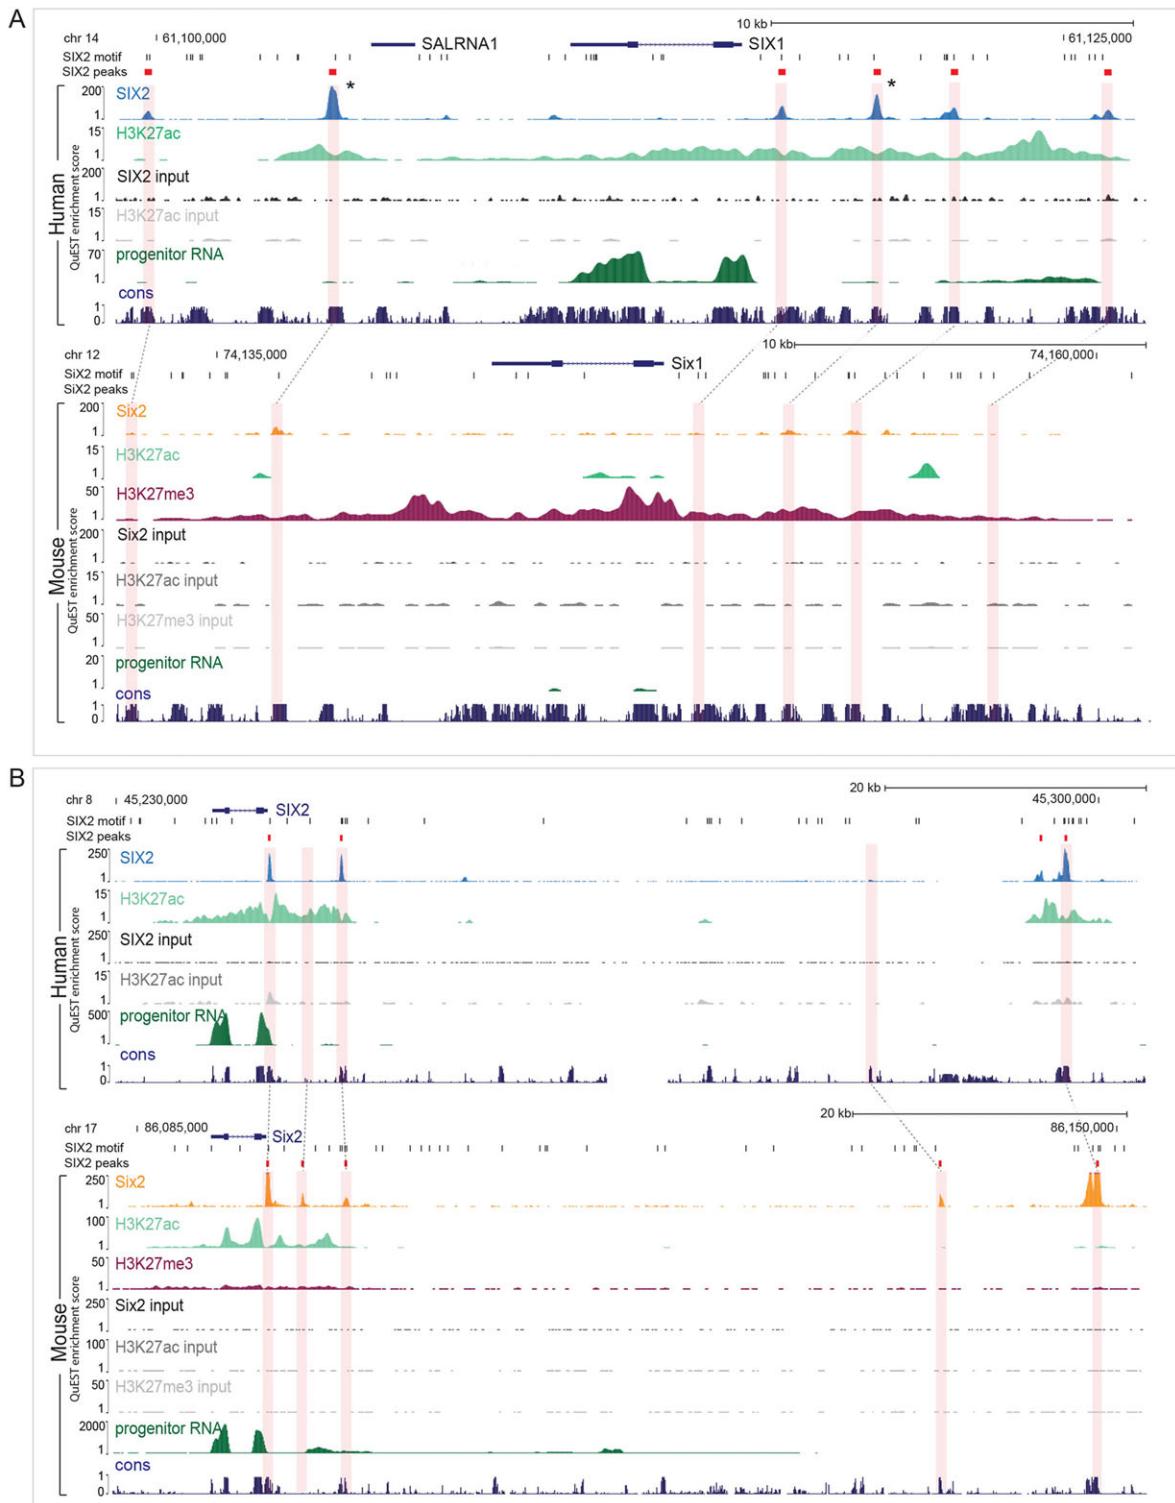 A
10 kb
chr 14
61,100,000
SALRNA1
SIX1
61,125,000
SIX2 motif
SIX2 peaks
*
*
Human
QuEST enrichment score
200
1
SIX2
15
1
H3K27ac
200
1
SIX2 input
15
1
H3K27ac input
70
1
progenitor RNA
cons
1
0
chr 12
74,135,000
Six1
10 kb
74,160,000
SiX2 motif
SiX2 peaks
Mouse
QuEST enrichment score
200
1
Six2
15
1
H3K27ac
50
1
H3K27me3
200
1
Six2 input
15
1
H3K27ac input
50
1
H3K27me3 input
20
1
progenitor RNA
cons
1
0
B
20 kb
chr 8
45,230,000
SIX2
45,300,000
SIX2 motif
SIX2 peaks
Human
QuEST enrichment score
250
1
SIX2
15
1
H3K27ac
250
1
SIX2 input
15
1
H3K27ac input
500
1
progenitor RNA
cons
1
0
20 kb
chr 17
86,085,000
Six2
86,150,000
SIX2 motif
SIX2 peaks
Mouse
QuEST enrichment score
250
1
Six2
100
1
H3K27ac
50
1
H3K27me3
250
1
Six2 input
100
1
H3K27ac input
50
1
H3K27me3 input
2000
1
progenitor RNA
cons
1
0